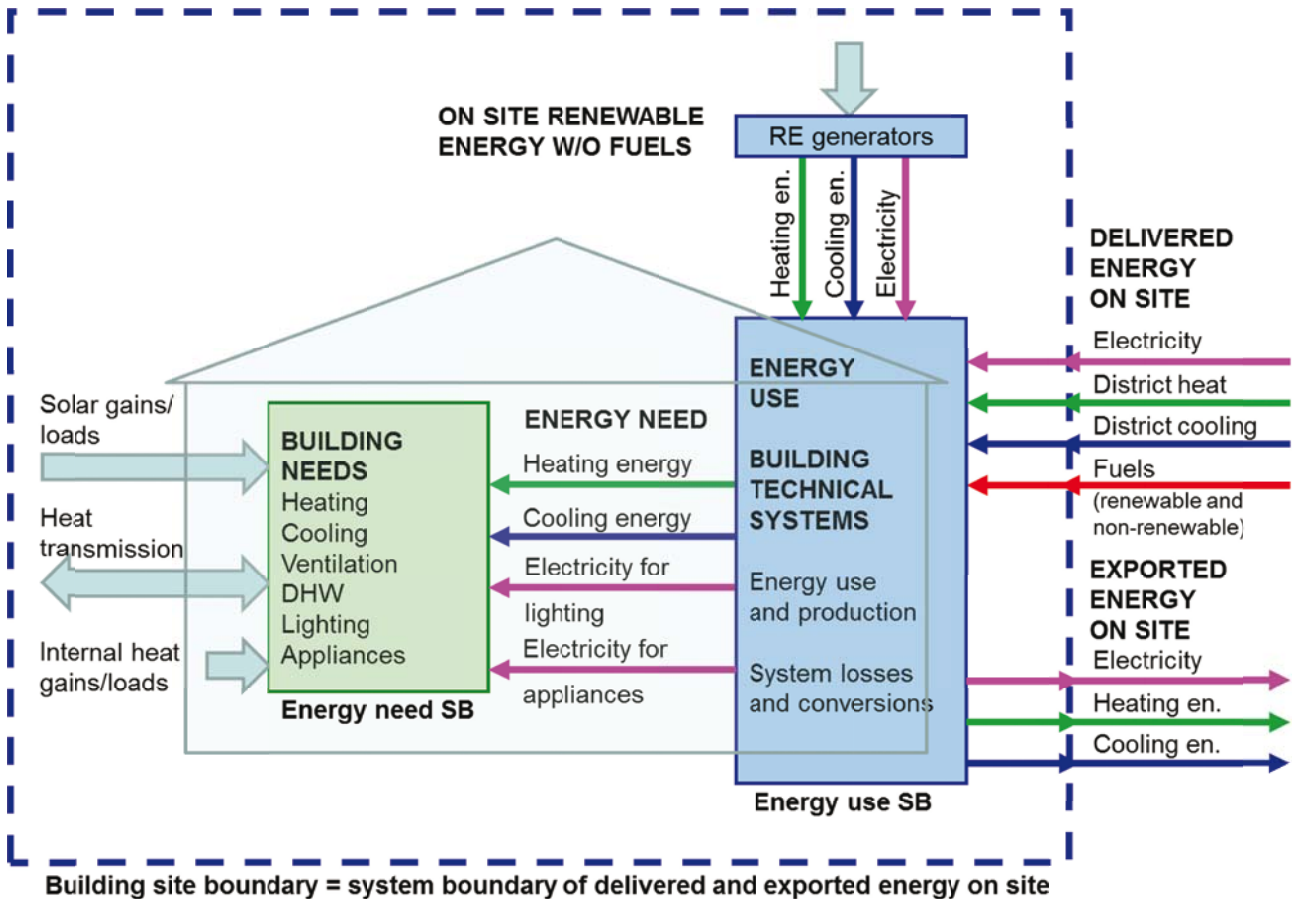 ON SITE RENEWABLE
ENERGY W/O FUELS
RE generators
Heating en.
Cooling en.
Electricity
DELIVERED
ENERGY
ON SITE
Electricity
District heat
District cooling
Fuels
(renewable and
non-renewable)
EXPORTED
ENERGY
ON SITE
Electricity
Heating en.
Cooling en.
Solar gains/
loads
Heat
transmission
Internal heat
gains/loads
BUILDING
NEEDS
Heating
Cooling
Ventilation
DHW
Lighting
Appliances
Energy need SB
ENERGY NEED
Heating energy
Cooling energy
Electricity for
lighting
Electricity for
appliances
ENERGY
USE
BUILDING
TECHNICAL
SYSTEMS
Energy use
and production
System losses
and conversions
Energy use SB
Building site boundary = system boundary of delivered and exported energy on site